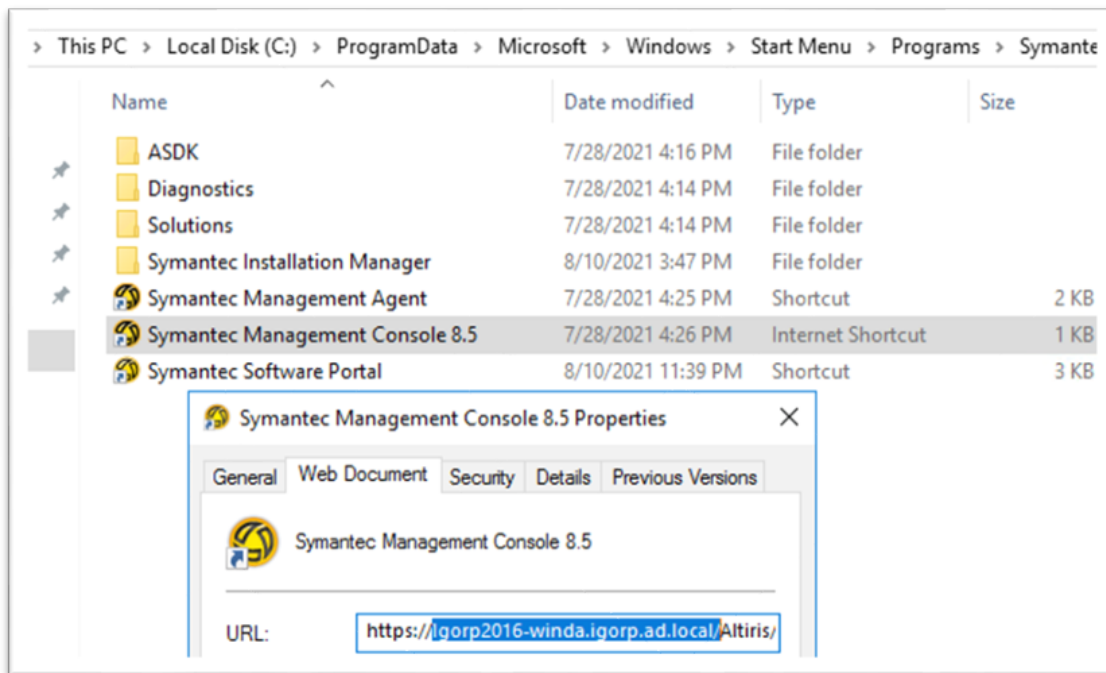 > This PC > Local Disk (C:) > ProgramData > Microsoft > Windows > Start Menu > Programs > Symante
Name Date modified Type Size
ASDK 7/28/2021 4:16 PM File folder
Diagnostics 7/28/2021 4:14 PM File folder
Solutions 7/28/2021 4:14 PM File folder
Symantec Installation Manager 8/10/2021 3:47 PM File folder
Symantec Management Agent 7/28/2021 4:25 PM Shortcut 2 KB
Symantec Management Console 8.5 7/28/2021 4:26 PM Internet Shortcut 1 KB
Symantec Software Portal 8/10/2021 11:39 PM Shortcut 3 KB
Symantec Management Console 8.5 Properties
General Web Document Security Details Previous Versions
Symantec Management Console 8.5
URL: https://Igorp2016-winda.igorp.ad.local/Altiris/